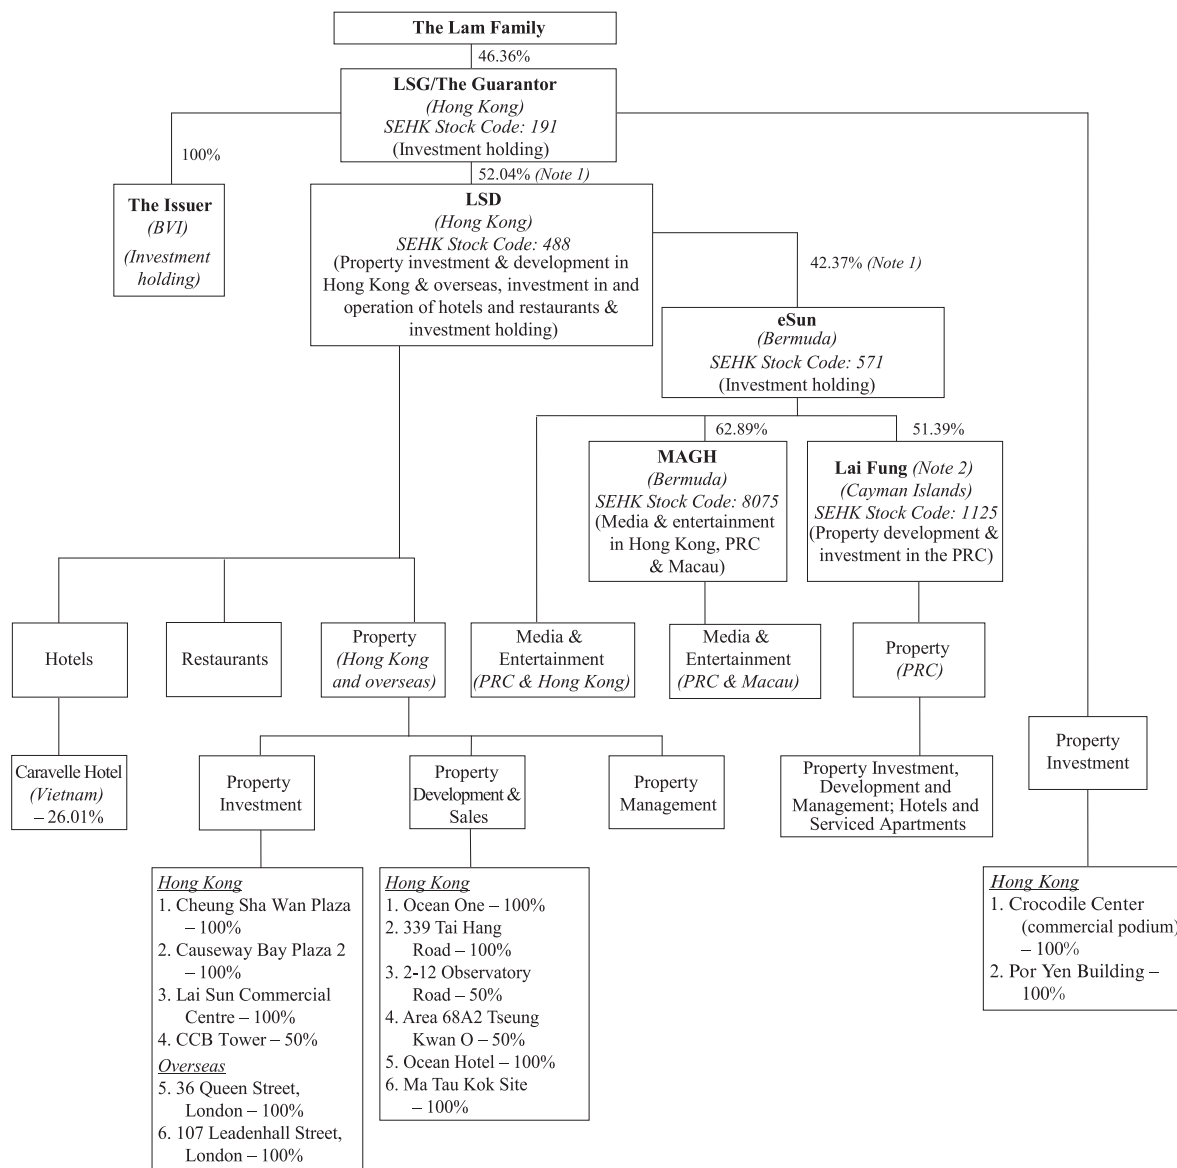 The Lam Family
46.36%
LSG/The Guarantor
(Hong Kong)
SEHK Stock Code: 191
(Investment holding)
100%
52.04% (Note 1)
The Issuer
(BVI)
(Investment
holding)
LSD
(Hong Kong)
SEHK Stock Code: 488
(Property investment & development in
Hong Kong & overseas, investment in and
operation of hotels and restaurants &
investment holding)
42.37% (Note 1)
eSun
(Bermuda)
SEHK Stock Code: 571
(Investment holding)
62.89%
51.39%
MAGH
(Bermuda)
SEHK Stock Code: 8075
(Media & entertainment
in Hong Kong, PRC
& Macau)
Lai Fung (Note 2)
(Cayman Islands)
SEHK Stock Code: 1125
(Property development &
investment in the PRC)
Hotels
Restaurants
Property
(Hong Kong
and overseas)
Media &
Entertainment
(PRC & Hong Kong)
Media &
Entertainment
(PRC & Macau)
Property
(PRC)
Property
Investment
Caravelle Hotel
(Vietnam)
– 26.01%
Property
Investment
Property
Development &
Sales
Property
Management
Property Investment,
Development and
Management; Hotels and
Serviced Apartments
Hong Kong
1. Cheung Sha Wan Plaza
– 100%
2. Causeway Bay Plaza 2
– 100%
3. Lai Sun Commercial
Centre – 100%
4. CCB Tower – 50%
Overseas
5. 36 Queen Street,
London – 100%
6. 107 Leadenhall Street,
London – 100%
Hong Kong
1. Ocean One – 100%
2. 339 Tai Hang
Road – 100%
3. 2-12 Observatory
Road – 50%
4. Area 68A2 Tseung
Kwan O – 50%
5. Ocean Hotel – 100%
6. Ma Tau Kok Site
– 100%
Hong Kong
1. Crocodile Center
(commercial podium)
– 100%
2. Por Yen Building –
100%